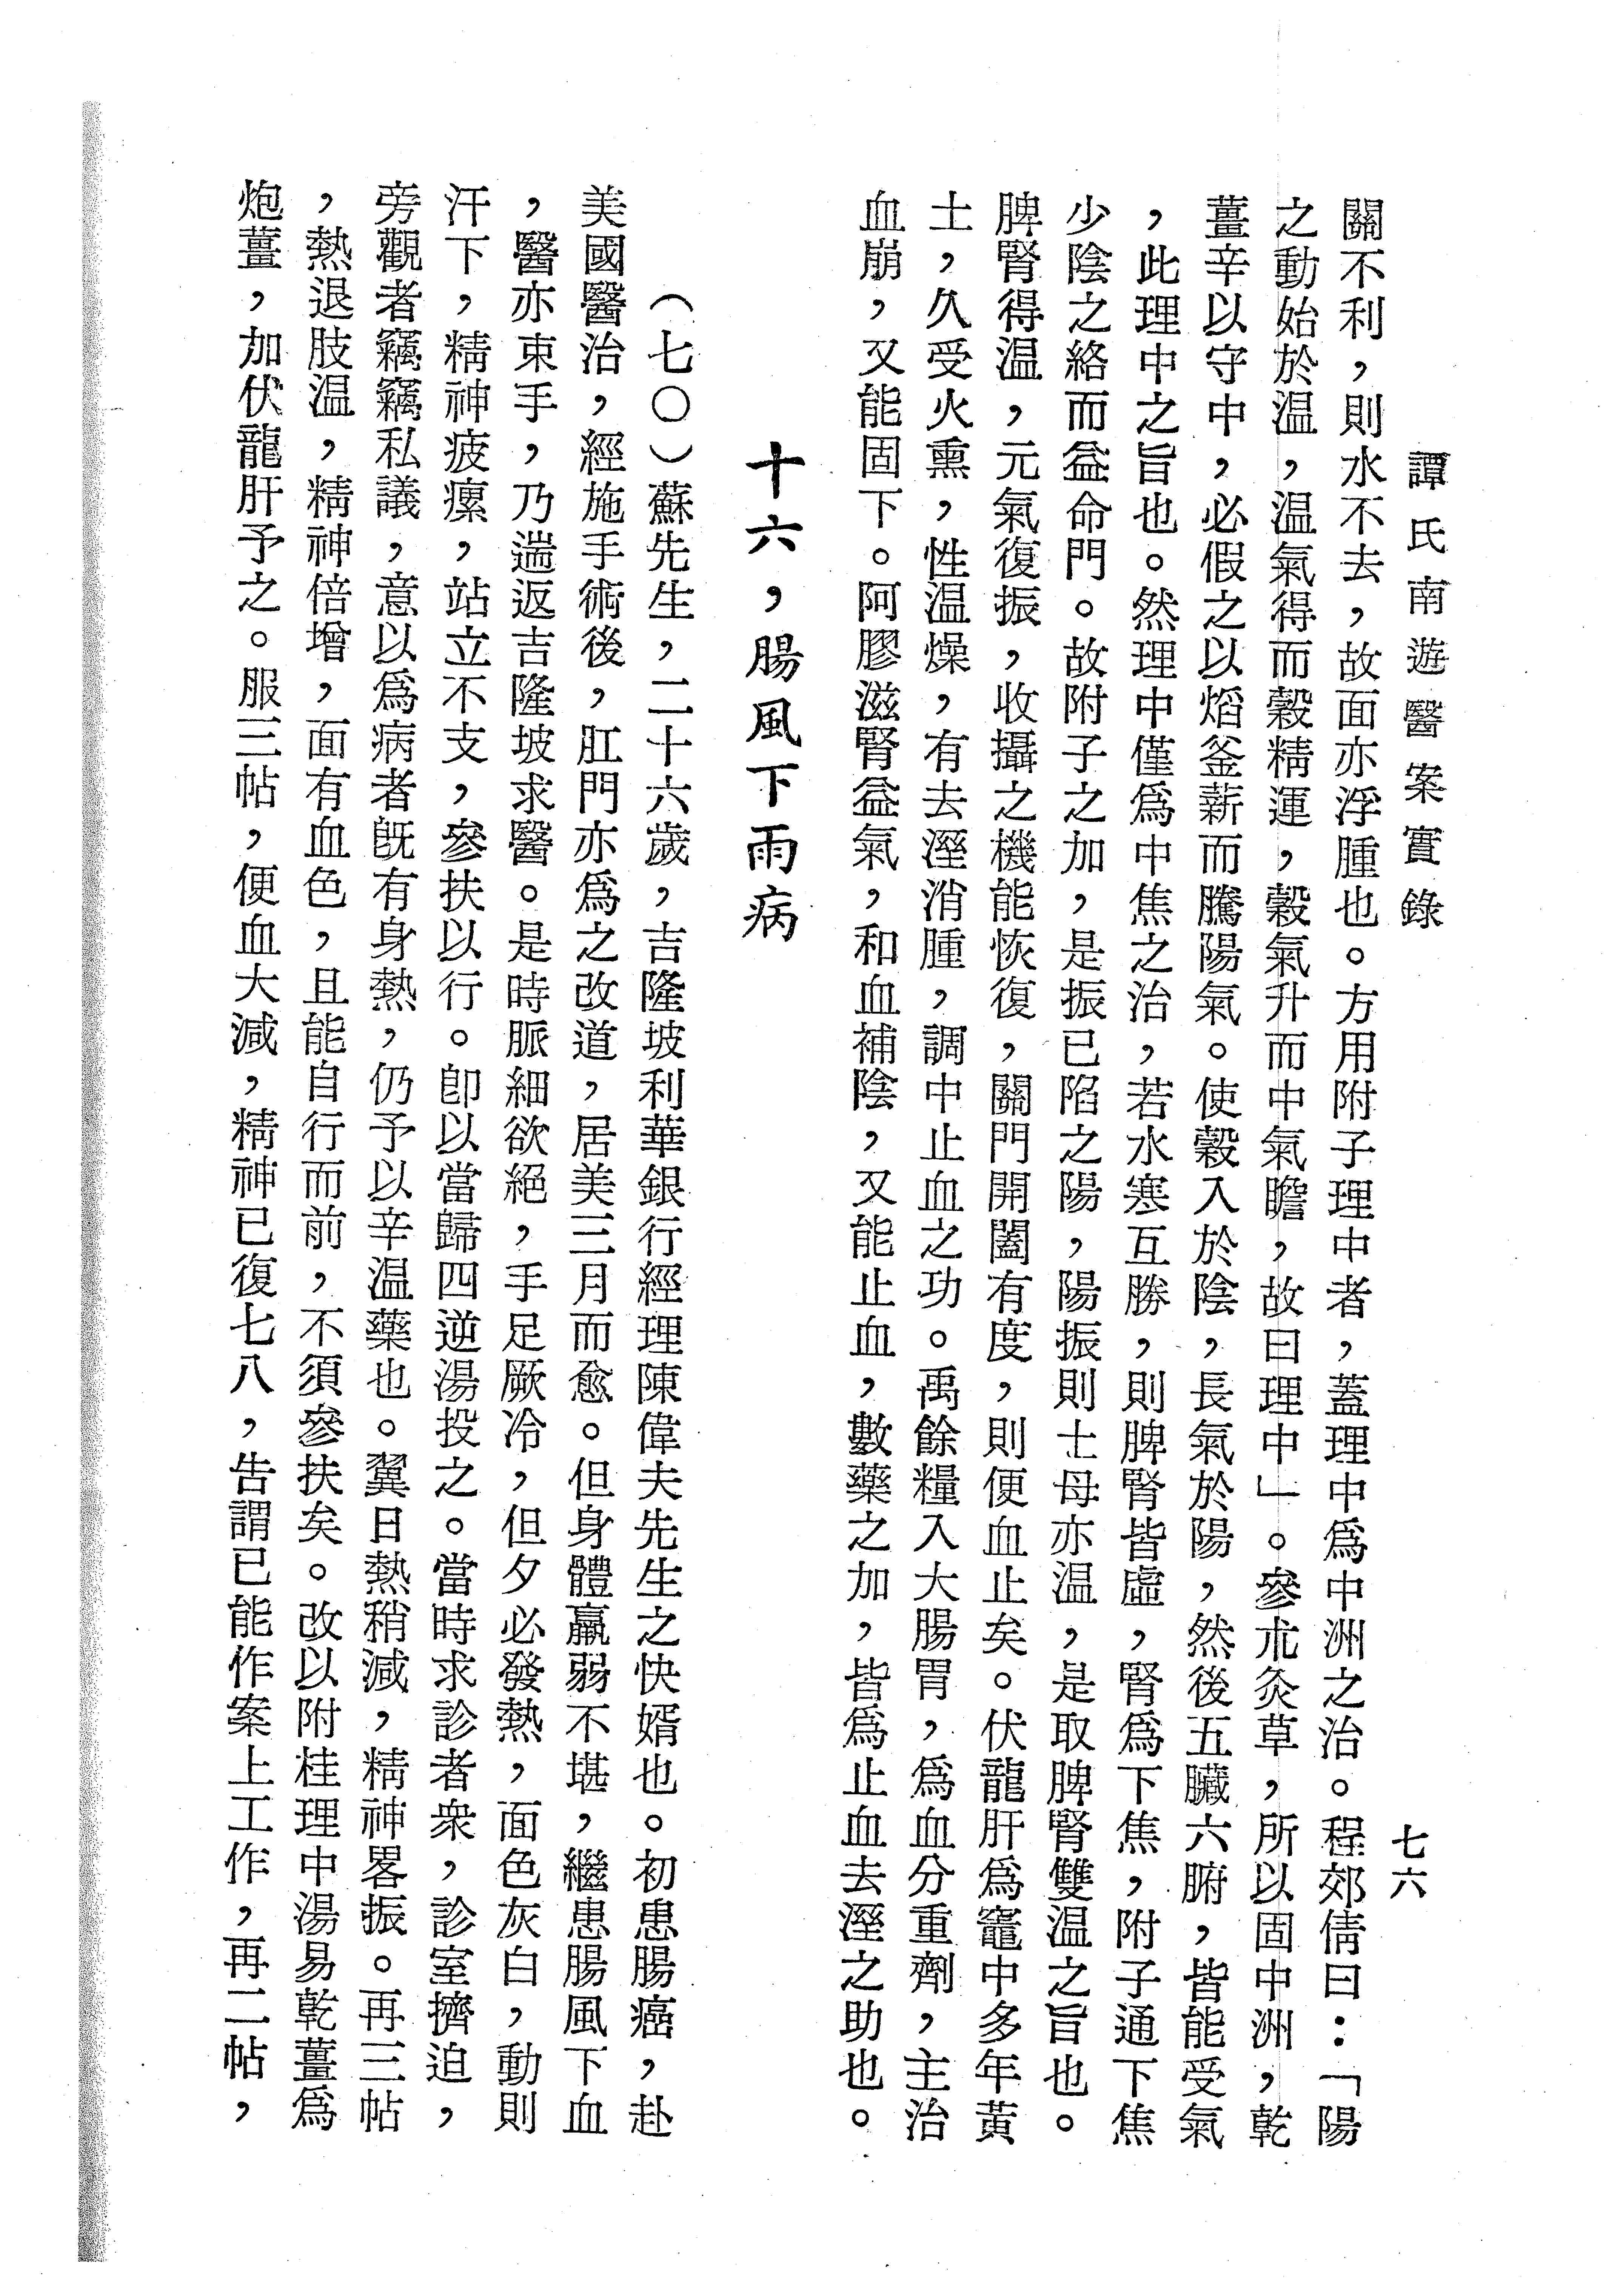 譚氏南遊醫案實錄
七六
關不利，則水不去，故面亦浮腫也。方用附子理中者，蓋理中爲中洲之治。程郊倩曰：「陽
之動始於温，温氣得而穀精運，穀氣升而中氣贍，故曰理中」。參朮灸草，所以固中洲，乾
薑辛以守中，必假之以熖釜薪而騰陽氣。使穀入於陰，長氣於陽，然後五臟六腑，皆能受氣
，此理中之旨也。然理中僅爲中焦之治，若水寒互勝，則脾腎皆虛，腎爲下焦，附子通下焦
少陰之絡而益命門。故附子之加，是振已陷之陽，陽振則土母亦温，是取脾腎雙温之旨也。
脾腎得温，元氣復振，收攝之機能恢復，關門開闔有度，則便血止矣。伏龍肝爲竈中多年黃
土，久受火熏，性温燥，有去溼消腫，調中止血之功。禹餘糧入大腸胃，爲血分重劑，主治
血崩，又能固下。阿膠滋腎益氣，和血補陰，又能止血，數藥之加，皆爲止血去溼之助也。
十六，腸風下雨病
（七〇）蘇先生，二十六歲，吉隆坡利華銀行經理陳偉夫先生之快婿也。初患腸癌，赴
美國醫治，經施手術後，肛門亦爲之改道，居美三月而愈。但身體羸弱不堪，繼患腸風下血
，醫亦束手，乃遄返吉隆坡求醫。是時脈細欲絕，手足厥冷，但夕必發熱，面色灰白，動則
汗下，精神疲瘝，站立不支，參扶以行。卽以當歸四逆湯投之。當時求診者衆，診室擠迫，
旁觀者竊竊私議，意以爲病者旣有身熱，仍予以辛温藥也。翼日熱稍減，精神畧振。再三帖
，熱退肢温，精神倍增，面有血色，且能自行而前，不須參扶矣。改以附桂理中湯易乾薑爲
炮薑，加伏龍肝予之。服三帖，便血大減，精神已復七八，告謂已能作案上工作，再二帖，